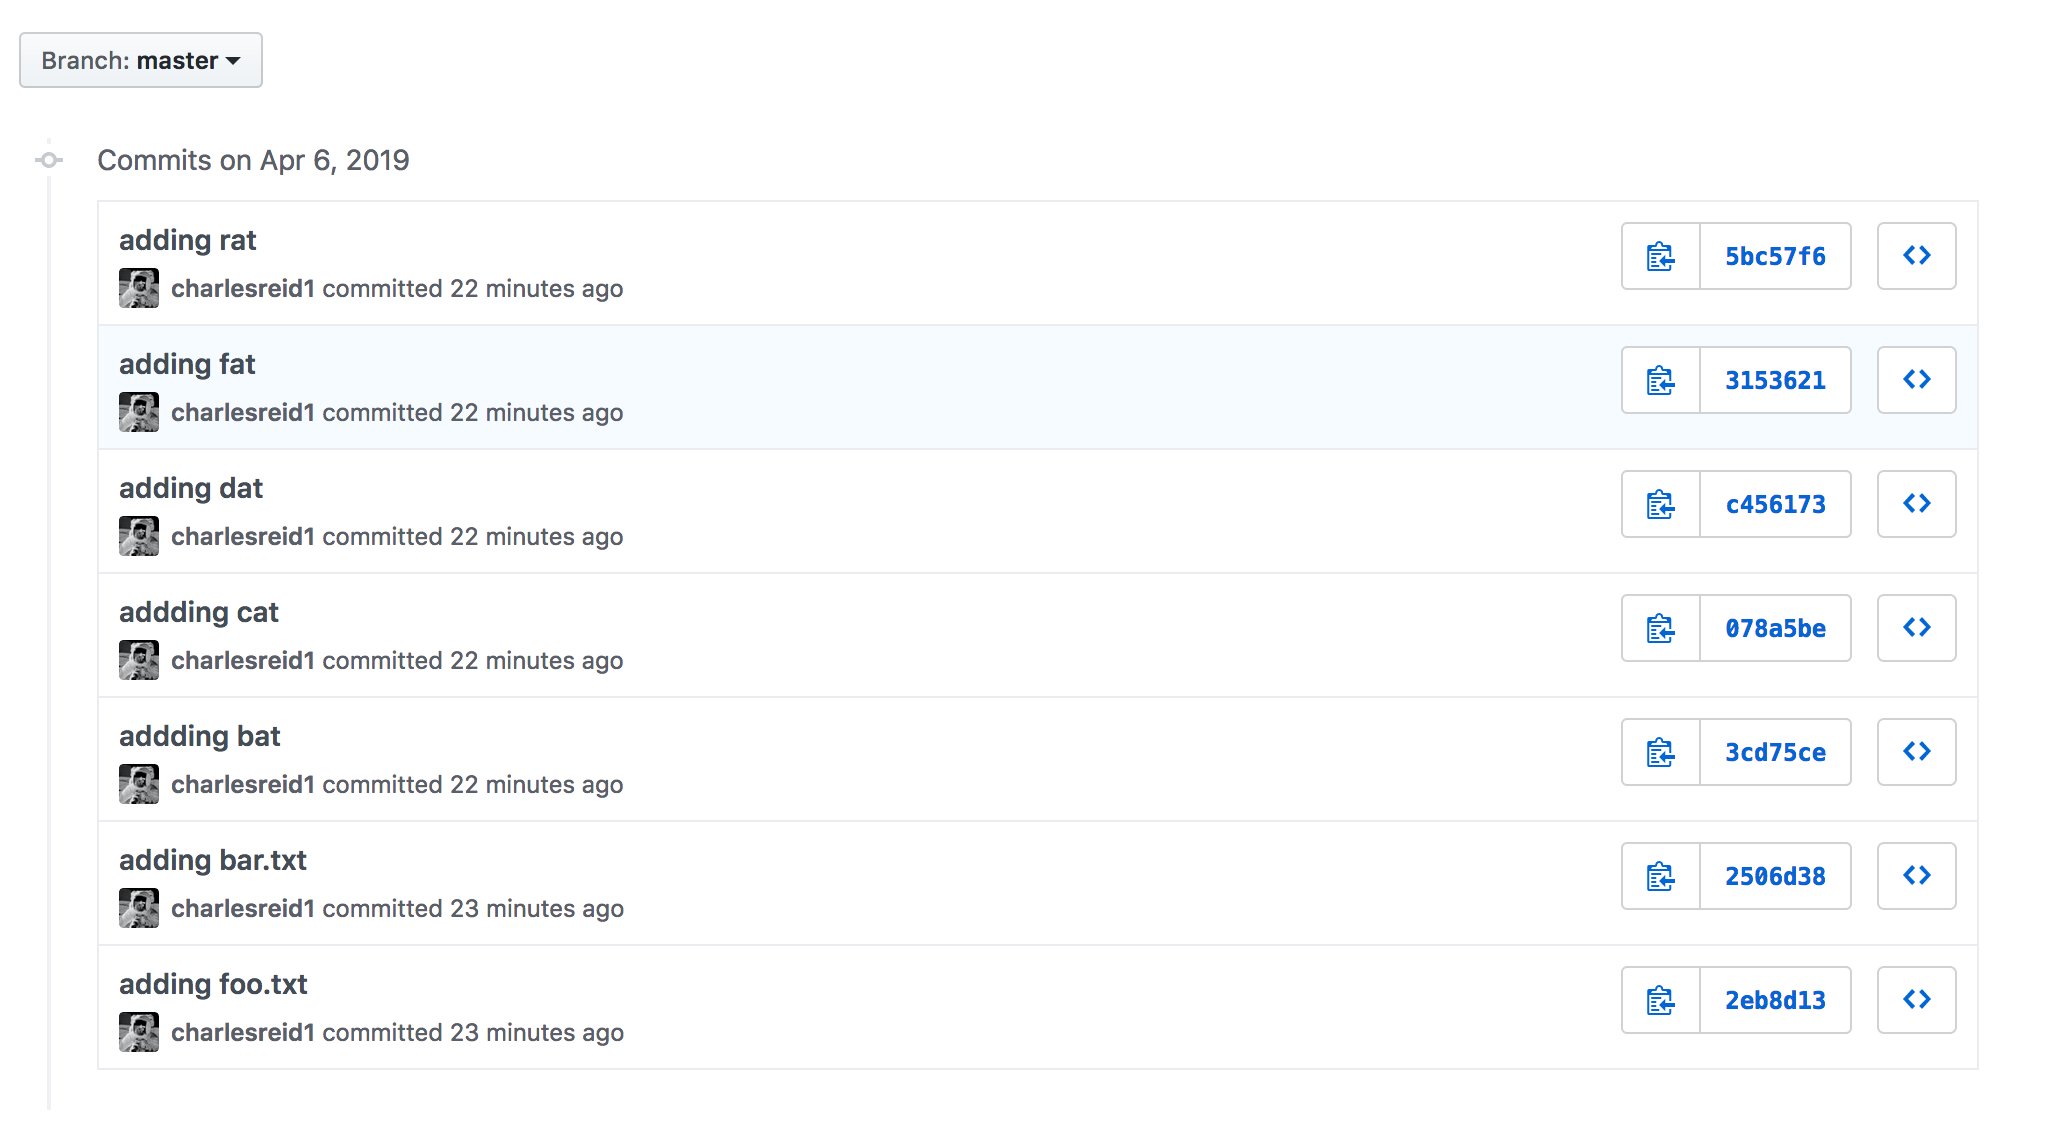 Branch: master
Commits on Apr 6, 2019
adding rat
5bc57f6
charlesreid1 committed 22 minutes ago
adding fat
3153621
charlesreid1 committed 22 minutes ago
adding dat
c456173
charlesreid1 committed 22 minutes ago
addding cat
078a5be
charlesreid1 committed 22 minutes ago
addding bat
3cd75ce
charlesreid1 committed 22 minutes ago
adding bar.txt
2506d38
charlesreid1 committed 23 minutes ago
adding foo.txt
2eb8d13
charlesreid1 committed 23 minutes ago